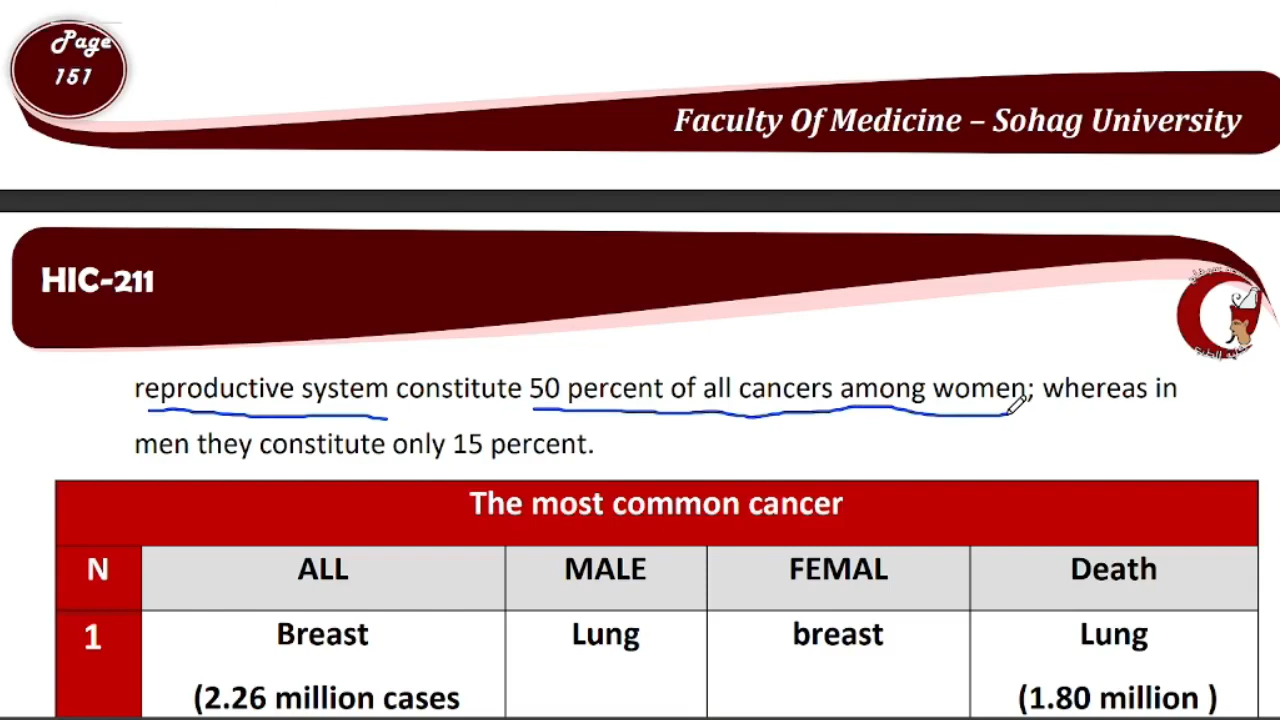 Page
151
Faculty Of Medicine – Sohag University
HIC-211
reproductive system constitute 50 percent of all cancers among women; whereas in
men they constitute only 15 percent.
The most common cancer
N ALL MALE FEMAL Death
1 Breast Lung breast Lung
(2.26 million cases (1.80 million )